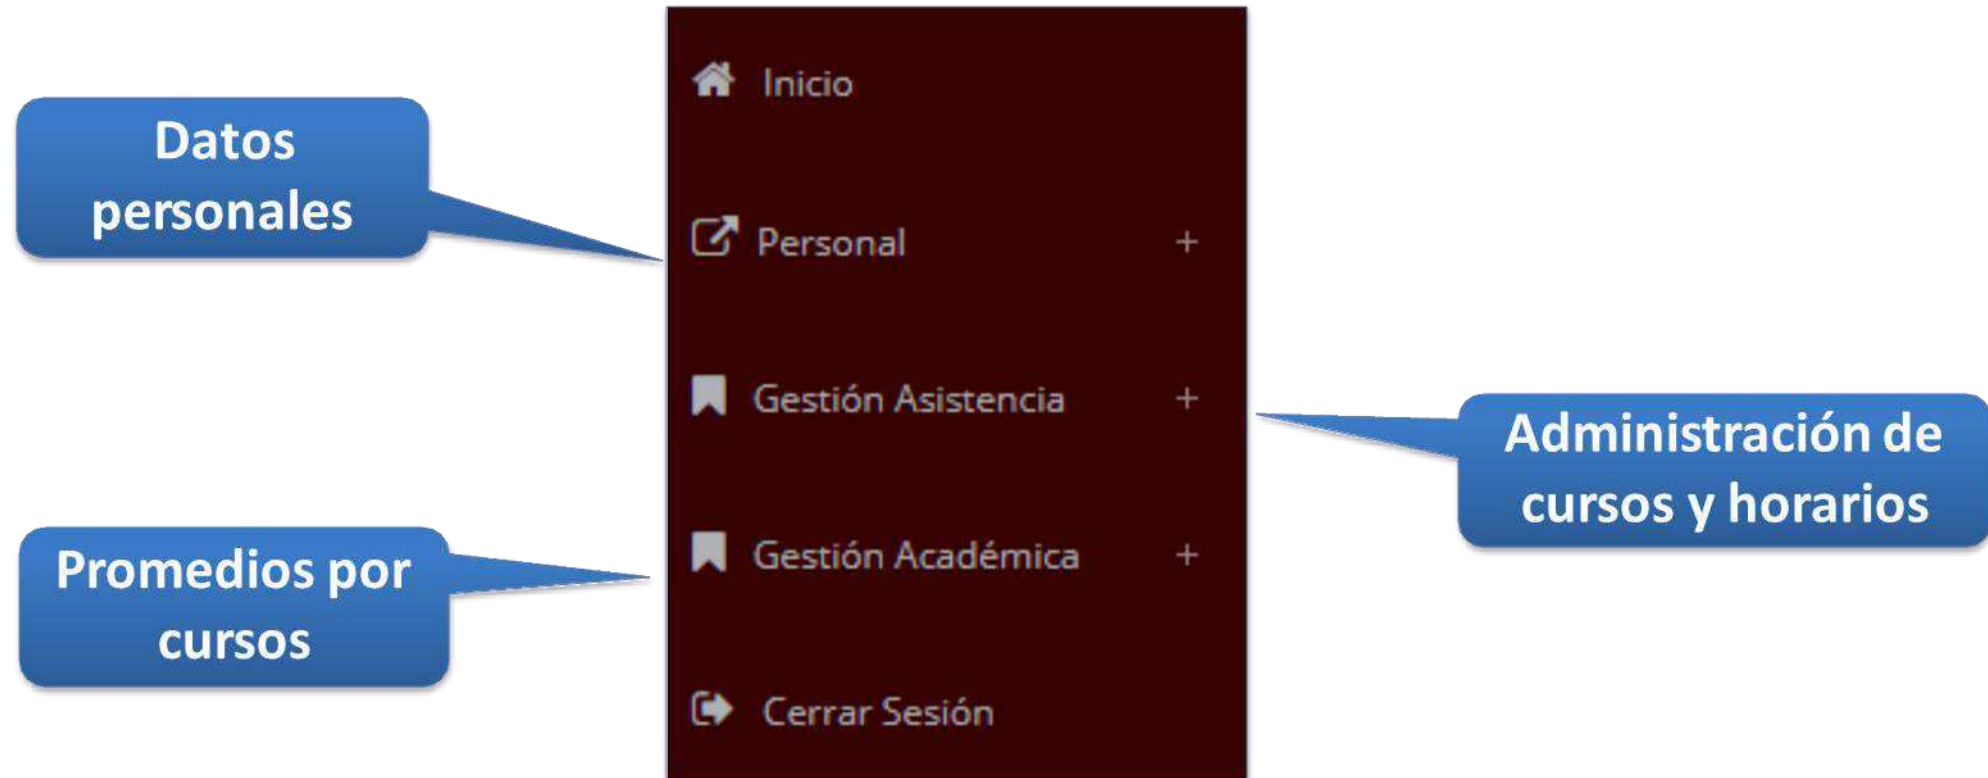 Inicio
Datos
personales
Personal +
Gestión Asistencia +
Administración de
cursos y horarios
Promedios por
cursos
Gestión Académica +
Cerrar Sesión